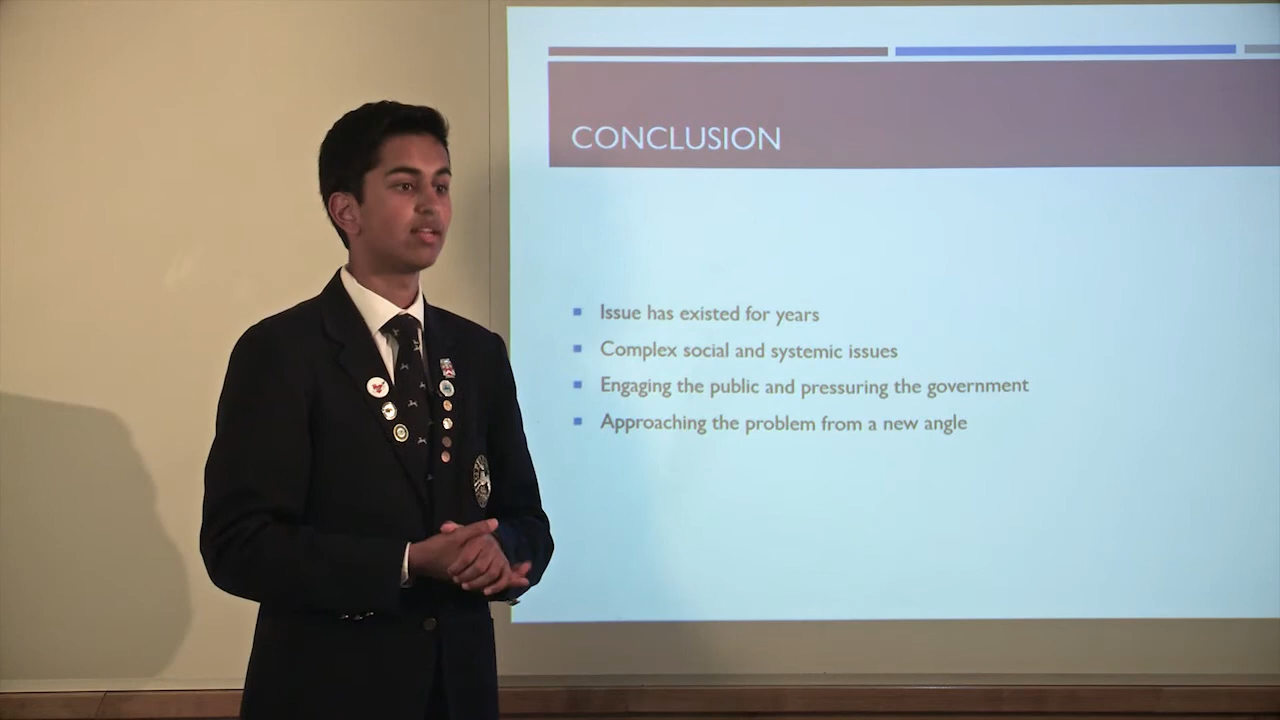 CONCLUSION
Issue has existed for years
Complex social and systemic issues
Engaging the public and pressuring the government
Approaching the problem from a new angle